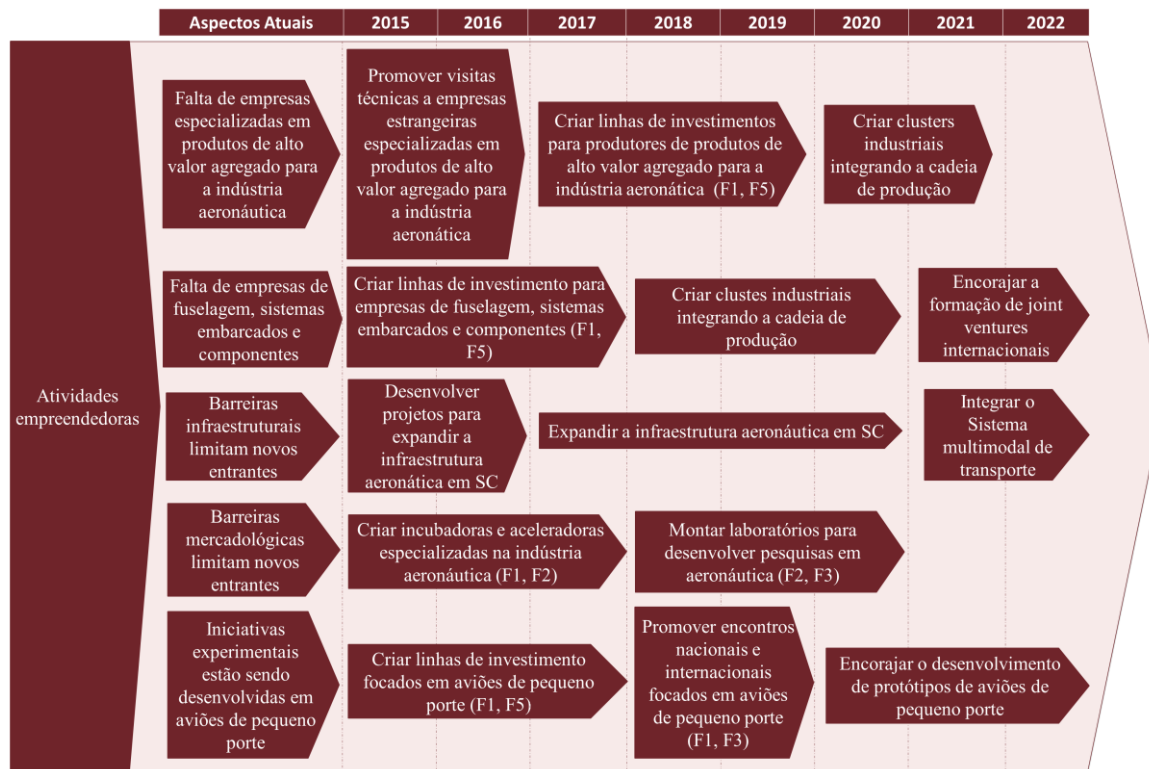 Aspectos Atuais 2015 2016 2017 2018 2019 2020 2021 2022
Atividades
empreendedoras
Falta de empresas
especializadas em
produtos de alto
valor agregado para
a indústria
aeronáutica
Promover visitas
técnicas a empresas
estrangeiras
especializadas em
produtos de alto
valor agregado para
a indústria
aeronática
Criar linhas de investimentos
para produtores de produtos de
alto valor agregado para a
indústria aeronática (F1, F5)
Criar clusters
industriais
integrando a cadeia
de produção
Falta de empresas de
fuselagem, sistemas
embarcados e
componentes
Criar linhas de investimento para
empresas de fuselagem, sistemas
embarcados e componentes (F1,
F5)
Criar clustes industriais
integrando a cadeia de
produção
Encorajar a
formação de joint
ventures
internacionais
Barreiras
infraestruturais
limitam novos
entrantes
Desenvolver
projetos para
expandir a
infraestrutura
aeronática em SC
Expandir a infraestrutura aeronáutica em SC
Integrar o
Sistema
multimodal de
transporte
Barreiras
mercadológicas
limitam novos
entrantes
Criar incubadoras e aceleradoras
especializadas na indústria
aeronáutica (F1, F2)
Montar laboratórios para
desenvolver pesquisas em
aeronáutica (F2, F3)
Iniciativas
experimentais
estão sendo
desenvolvidas em
aviões de pequeno
porte
Criar linhas de investimento
focados em aviões de pequeno
porte (F1, F5)
Promover encontros
nacionais e
internacionais
focados em aviões
de pequeno porte
(F1, F3)
Encorajar o desenvolvimento
de protótipos de aviões de
pequeno porte